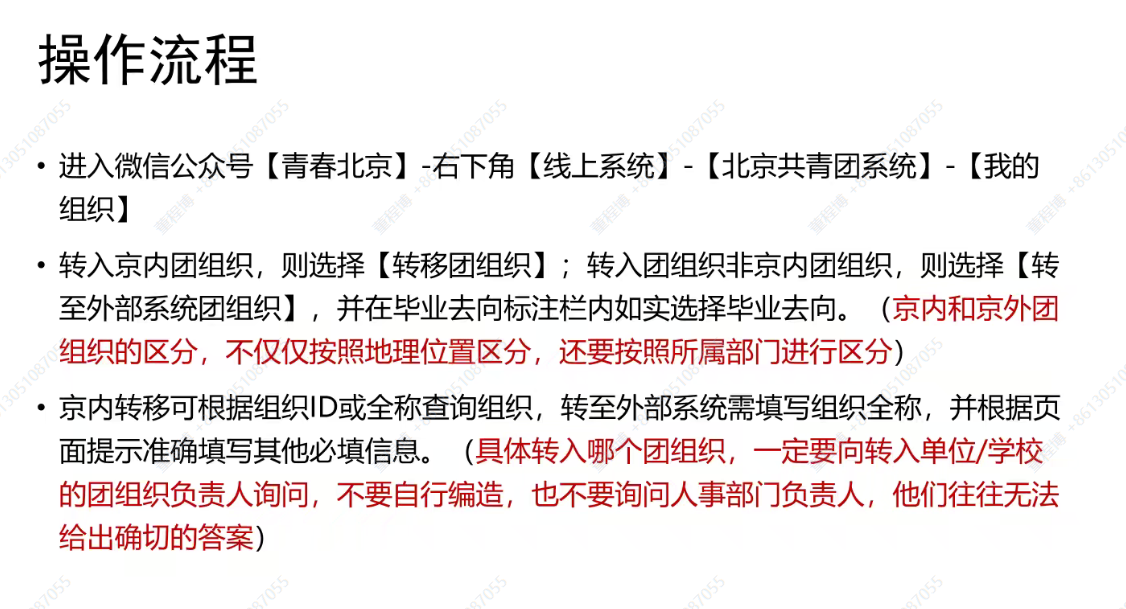 操作流程
• 进入微信公众号【青春北京】-右下角【线上系统】-【北京共青团系统】-【我的
组织】
• 转入京内团组织，则选择【转移团组织】；转入团组织非京内团组织，则选择【转
至外部系统团组织】，并在毕业去向标注栏内如实选择毕业去向。（京内和京外团
组织的区分，不仅仅按照地理位置区分，还要按照所属部门进行区分）
• 京内转移可根据组织ID或全称查询组织，转至外部系统需填写组织全称，并根据页
面提示准确填写其他必填信息。（具体转入哪个团组织，一定要向转入单位/学校
的团组织负责人询问，不要自行编造，也不要询问人事部门负责人，他们往往无法
给出确切的答案）
董程博 +8613051087055